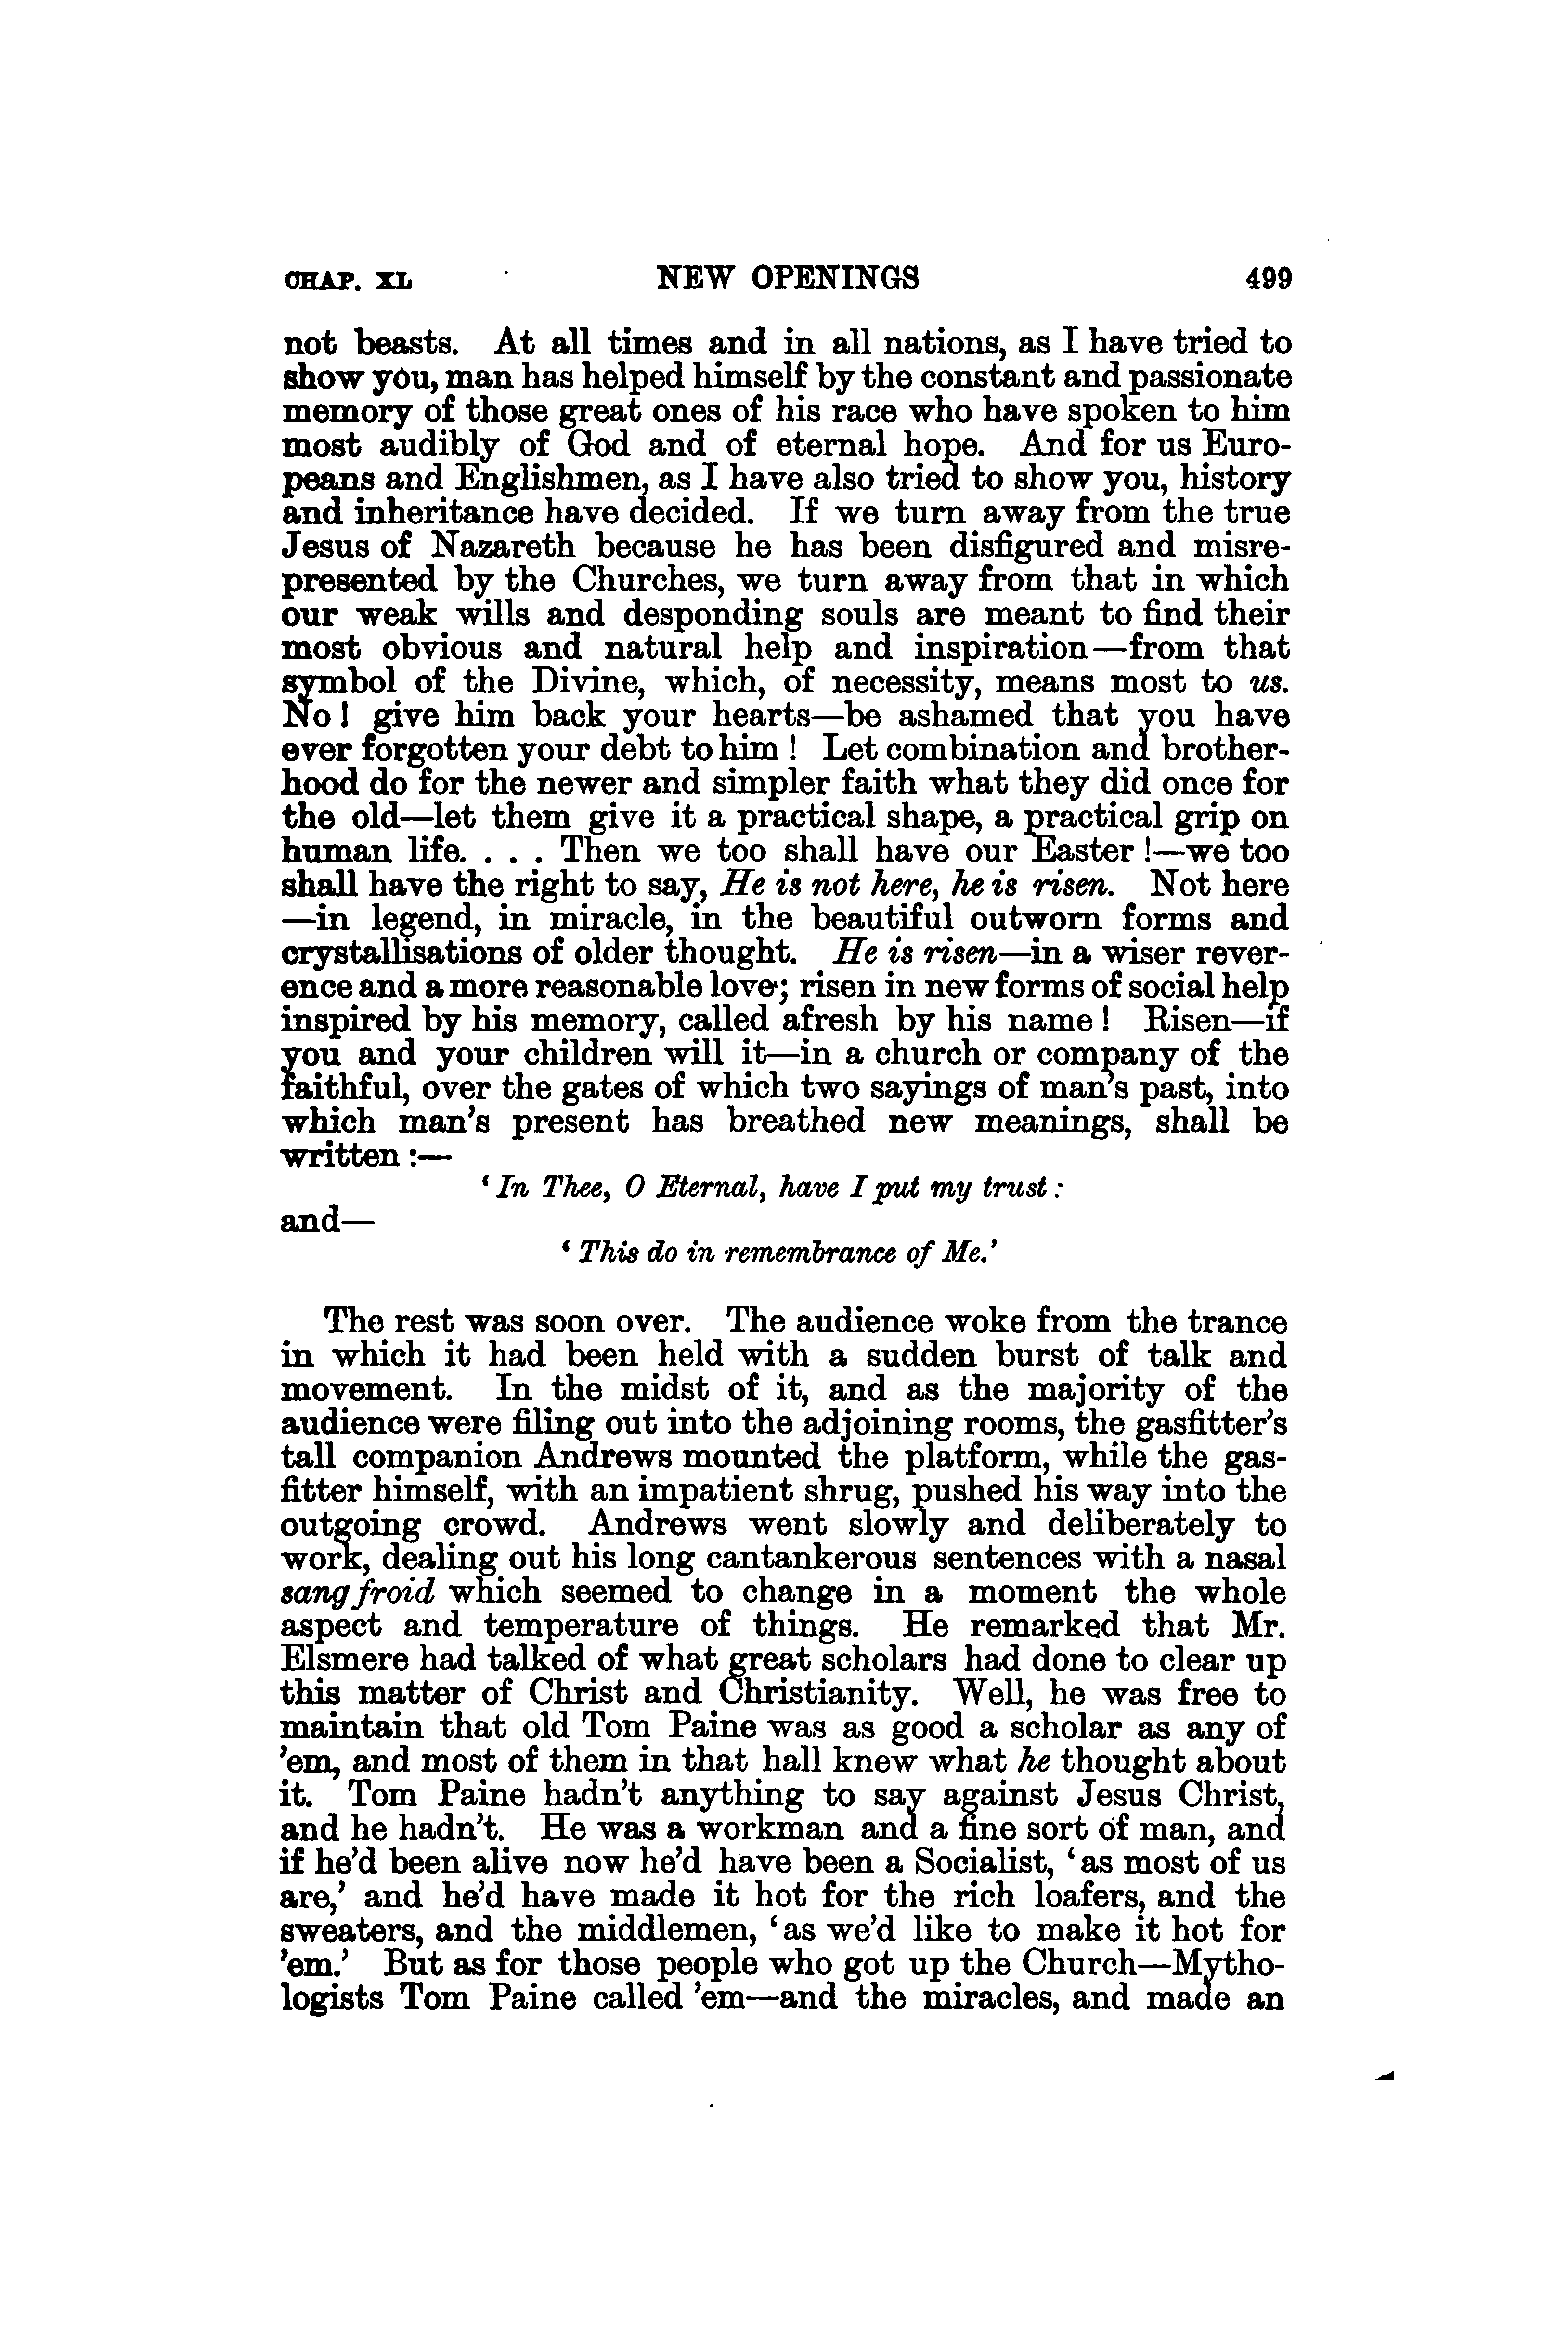 CHAP. XL NEW OPENINGS 499
not beasts. At all times and in all nations, as I have tried to
show you, man has helped himself by the constant and passionate
memory of those great ones of his race who have spoken to him
most audibly of God and of eternal hope. And for us Euro-
peans and Englishmen, as I have also tried to show you, history
and inheritance have decided. If we turn away from the true
Jesus of Nazareth because he has been disfigured and misre-
presented by the Churches, we turn away from that in which
our weak wills and desponding souls are meant to find their
most obvious and natural help and inspiration—from that
symbol of the Divine, which, of necessity, means most to us.
No! give him back your hearts—be ashamed that you have
ever forgotten your debt to him! Let combination and brother-
hood do for the newer and simpler faith what they did once for
the old—let them give it a practical shape, a practical grip on
human life. . . . Then we too shall have our Easter!—we too
shall have the right to say, He is not here, he is risen. Not here
—in legend, in miracle, in the beautiful outworn forms and
crystallisations of older thought. He is risen—in a wiser rever-
ence and a more reasonable love; risen in new forms of social help
inspired by his memory, called afresh by his name! Risen—if
you and your children will it—in a church or company of the
faithful, over the gates of which two sayings of man's past, into
which man's present has breathed new meanings, shall be
written:—
‘In Thee, O Eternal, have I put my trust:
and—
‘This do in remembrance of Me.’
The rest was soon over. The audience woke from the trance
in which it had been held with a sudden burst of talk and
movement. In the midst of it, and as the majority of the
audience were filing out into the adjoining rooms, the gasfitter's
tall companion Andrews mounted the platform, while the gas-
fitter himself, with an impatient shrug, pushed his way into the
outgoing crowd. Andrews went slowly and deliberately to
work, dealing out his long cantankerous sentences with a nasal
sang froid which seemed to change in a moment the whole
aspect and temperature of things. He remarked that Mr.
Elsmere had talked of what great scholars had done to clear up
this matter of Christ and Christianity. Well, he was free to
maintain that old Tom Paine was as good a scholar as any of
'em, and most of them in that hall knew what he thought about
it. Tom Paine hadn't anything to say against Jesus Christ,
and he hadn't. He was a workman and a fine sort of man, and
if he'd been alive now he'd have been a Socialist, ‘as most of us
are,’ and he'd have made it hot for the rich loafers, and the
sweaters, and the middlemen, ‘as we'd like to make it hot for
'em.’ But as for those people who got up the Church—Mytho-
logists Tom Paine called 'em—and the miracles, and made an